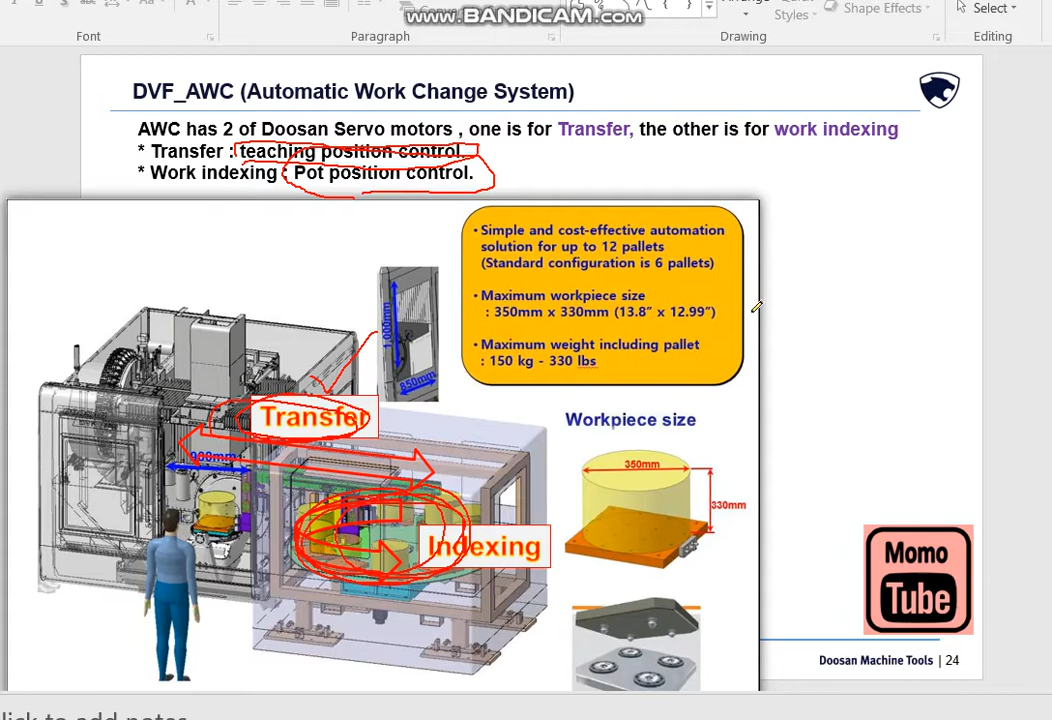 www.BANDICAM.com
Select
Styles
Shape Effects
Font
Paragraph
Drawing
Editing
DVF_AWC (Automatic Work Change System)
AWC has 2 of Doosan Servo motors , one is for Transfer, the other is for work indexing
* Transfer : teaching position control.
* Work indexing : Pot position control.
• Simple and cost-effective automation
solution for up to 12 pallets
(Standard configuration is 6 pallets)
• Maximum workpiece size
: 350mm x 330mm (13.8" x 12.99")
• Maximum weight including pallet
: 150 kg - 330 lbs
1,000mm
850mm
Transfer
900mm
Indexing
Workpiece size
350mm
330mm
Momo
Tube
Doosan Machine Tools | 24